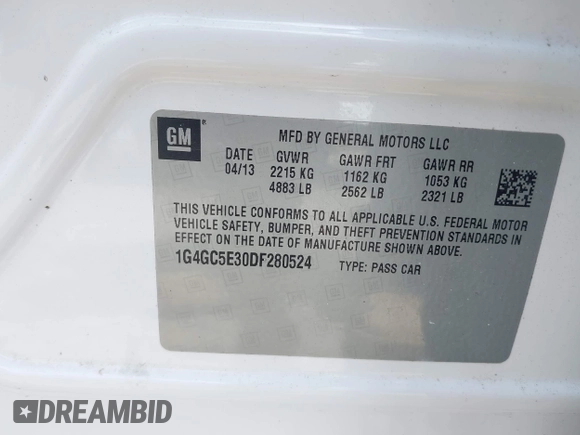 GM
MFD BY GENERAL MOTORS LLC
DATE GVWR GAWR FRT GAWR RR
04/13 2215 KG 1162 KG 1053 KG
4883 LB 2562 LB 2321 LB
THIS VEHICLE CONFORMS TO ALL APPLICABLE U.S. FEDERAL MOTOR
VEHICLE SAFETY, BUMPER, AND THEFT PREVENTION STANDARDS
IN EFFECT ON THE DATE OF MANUFACTURE SHOWN ABOVE.
1G4GC5E30DF280524 TYPE: PASS CAR
DREAMBID